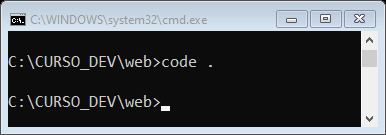 C:\WINDOWS\system32\cmd.exe
C:\CURSO_DEV\web>code .
C:\CURSO_DEV\web>